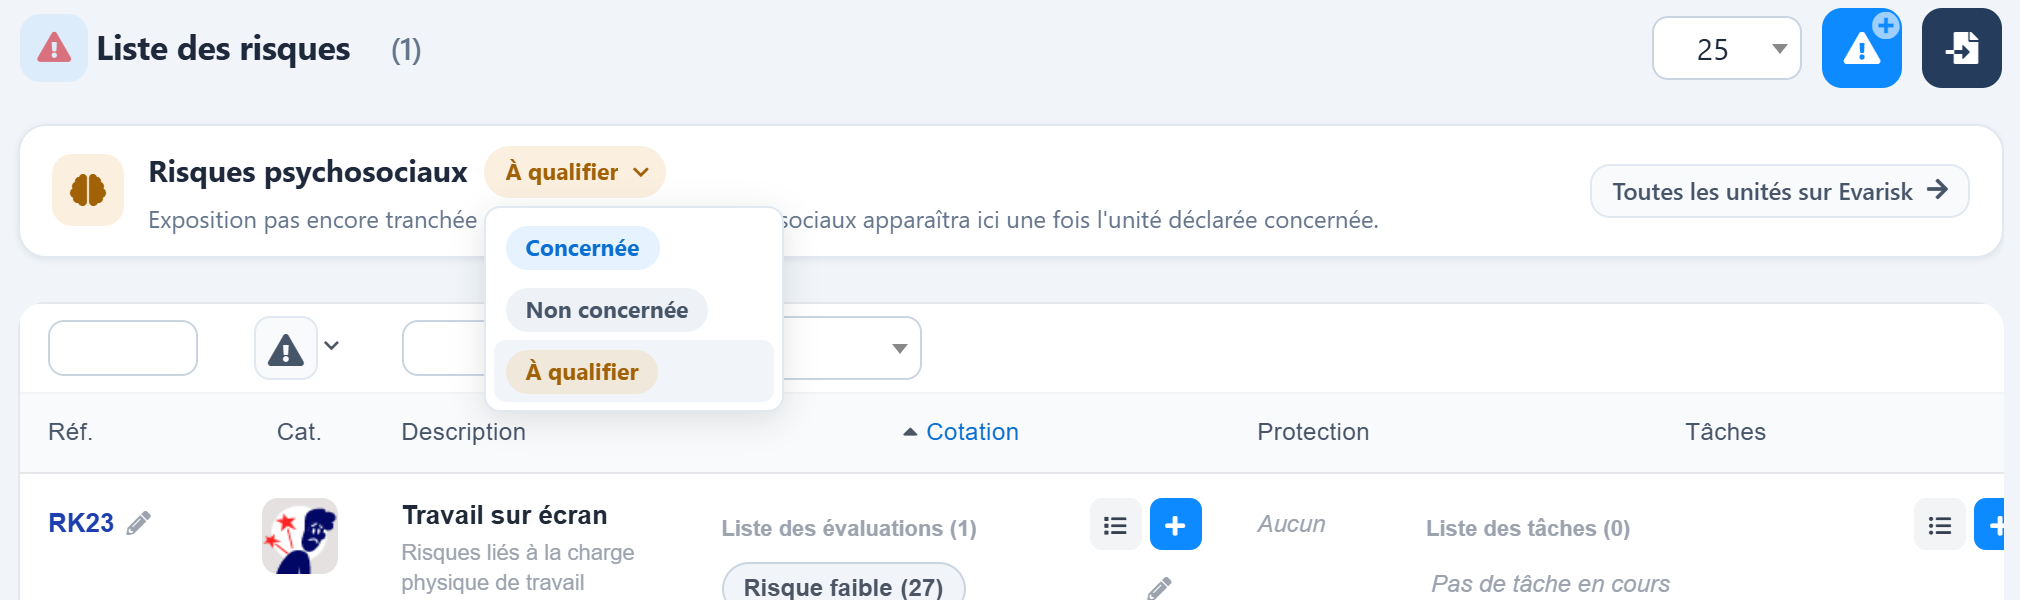 Liste des risques (1)
25
Risques psychosociaux À qualifier
Exposition pas encore tranchée sociaux apparaîtra ici une fois l'unité déclarée concernée.
Toutes les unités sur Evarisk
Concernée
Non concernée
À qualifier
Réf. Cat. Description Cotation Protection Tâches
RK23
Travail sur écran
Risques liés à la charge
physique de travail
Liste des évaluations (1)
Risque faible (27)
Aucun
Liste des tâches (0)
Pas de tâche en cours